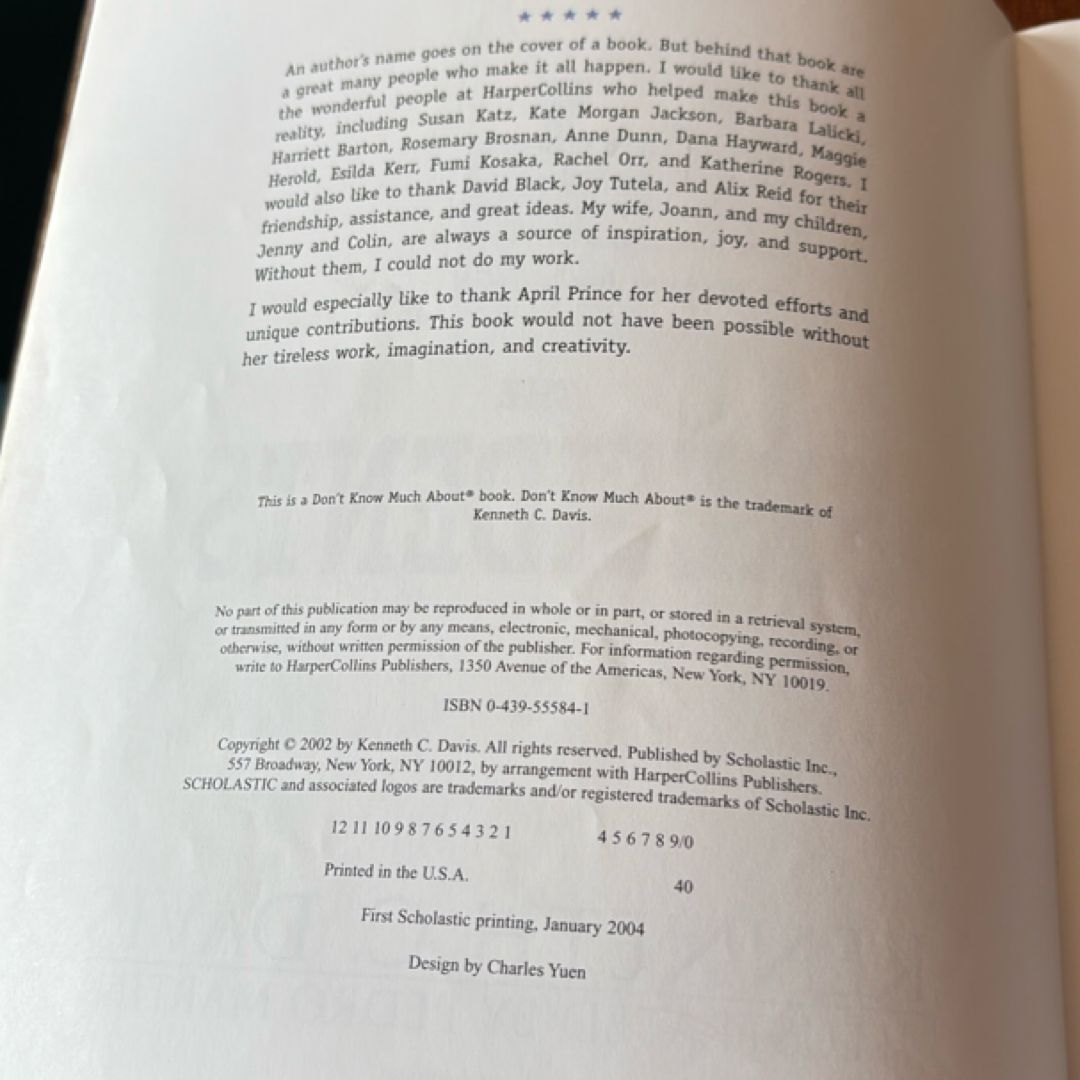 ★ ★ ★ ★ ★
An author's name goes on the cover of a book. But behind that book are
a great many people who make it all happen. I would like to thank all
the wonderful people at HarperCollins who helped make this book a
reality, including Susan Katz, Kate Morgan Jackson, Barbara Lalicki,
Harriett Barton, Rosemary Brosnan, Anne Dunn, Dana Hayward, Maggie
Herold, Esilda Kerr, Fumi Kosaka, Rachel Orr, and Katherine Rogers. I
would also like to thank David Black, Joy Tutela, and Alix Reid for their
friendship, assistance, and great ideas. My wife, Joann, and my children,
Jenny and Colin, are always a source of inspiration, joy, and support.
Without them, I could not do my work.
I would especially like to thank April Prince for her devoted efforts and
unique contributions. This book would not have been possible without
her tireless work, imagination, and creativity.
This is a Don't Know Much About® book. Don't Know Much About® is the trademark of
Kenneth C. Davis.
No part of this publication may be reproduced in whole or in part, or stored in a retrieval system,
or transmitted in any form or by any means, electronic, mechanical, photocopying, recording, or
otherwise, without written permission of the publisher. For information regarding permission,
write to HarperCollins Publishers, 1350 Avenue of the Americas, New York, NY 10019.
ISBN 0-439-55584-1
Copyright © 2002 by Kenneth C. Davis. All rights reserved. Published by Scholastic Inc.,
557 Broadway, New York, NY 10012, by arrangement with HarperCollins Publishers.
SCHOLASTIC and associated logos are trademarks and/or registered trademarks of Scholastic Inc.
12 11 10 9 8 7 6 5 4 3 2 1 4 5 6 7 8 9/0
Printed in the U.S.A. 40
First Scholastic printing, January 2004
Design by Charles Yuen